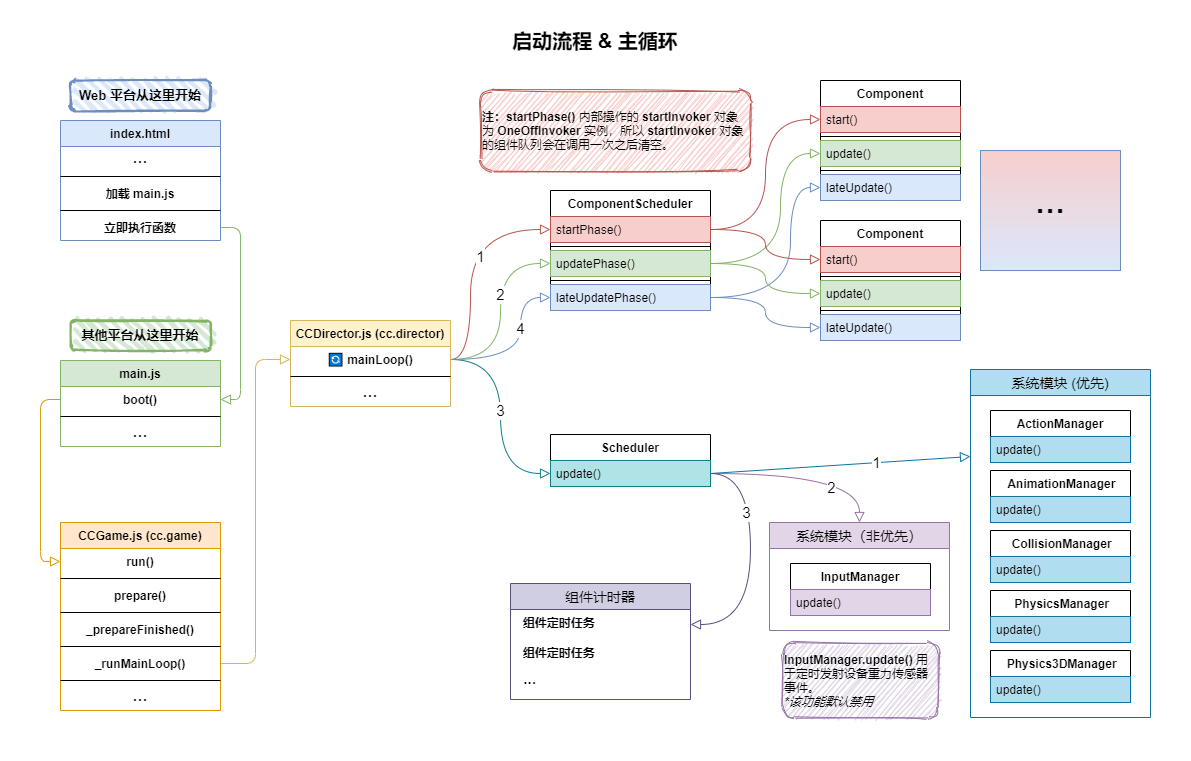 启动流程 & 主循环
Web 平台从这里开始
index.html
...
加载 main.js
立即执行函数
其他平台从这里开始
main.js
boot()
...
CCGame.js (cc.game)
run()
prepare()
_prepareFinished()
_runMainLoop()
...
CCDirector.js (cc.director)
mainLoop()
...
1
2
4
3
注：startPhase() 内部操作的 startInvoker 对象
为 OneOffInvoker 实例，所以 startInvoker 对象
的组件队列会在调用一次之后清空。
ComponentScheduler
startPhase()
updatePhase()
lateUpdatePhase()
Component
start()
update()
lateUpdate()
Component
start()
update()
lateUpdate()
...
Scheduler
update()
1
2
3
组件计时器
组件定时任务
组件定时任务
...
系统模块（非优先）
InputManager
update()
InputManager.update() 用
于定时发射设备重力传感器
事件。
*该功能默认禁用
系统模块 (优先)
ActionManager
update()
AnimationManager
update()
CollisionManager
update()
PhysicsManager
update()
Physics3DManager
update()